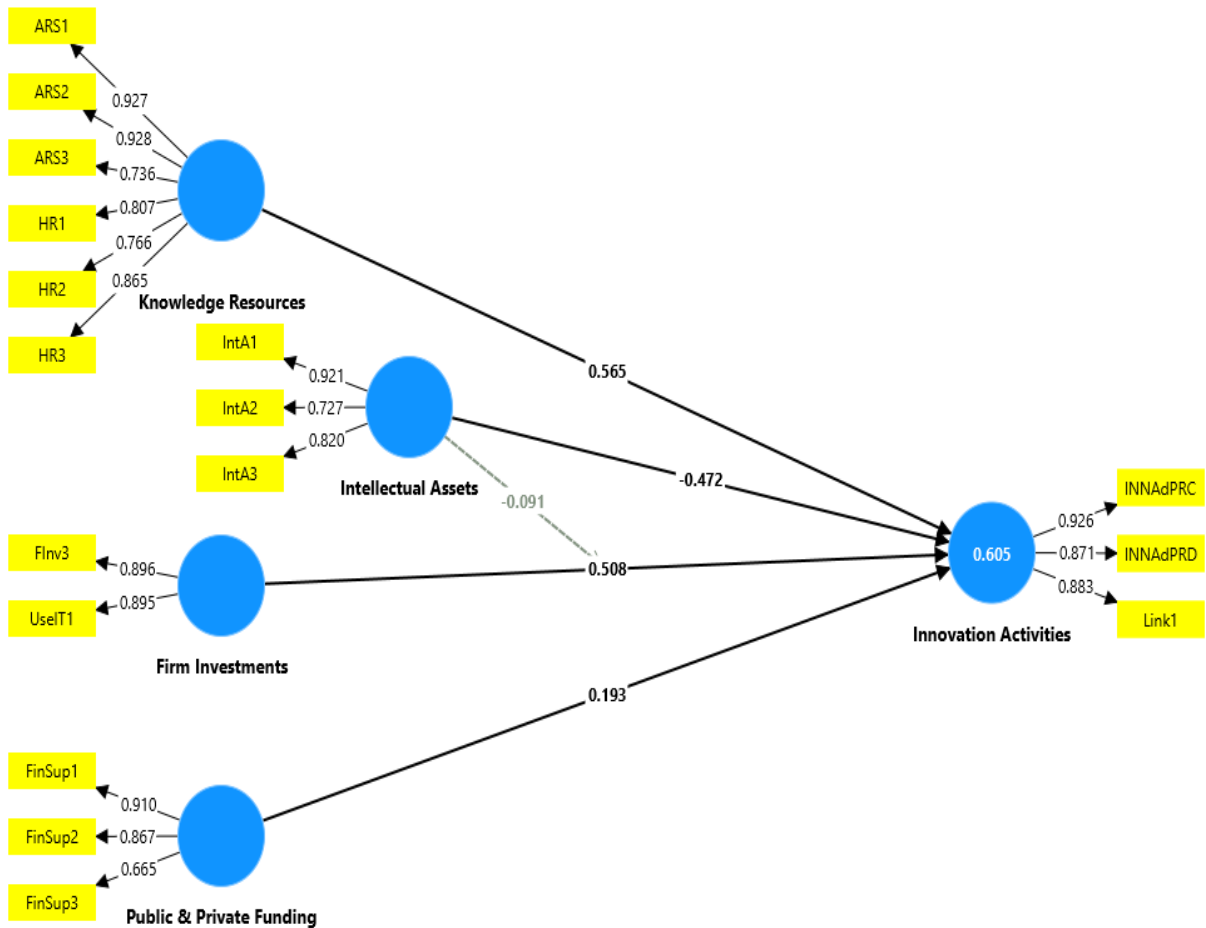 ARS1
ARS2
ARS3
HR1
HR2
HR3
0.927
0.928
0.736
0.807
0.766
0.865
Knowledge Resources
0.565
IntA1
IntA2
IntA3
0.921
0.727
0.820
Intellectual Assets
-0.472
-0.091
FInv3
UseIT1
0.896
0.895
Firm Investments
0.508
FinSup1
FinSup2
FinSup3
0.910
0.867
0.665
Public & Private Funding
0.193
0.605
Innovation Activities
0.926
0.871
0.883
INNAdPRC
INNAdPRD
Link1